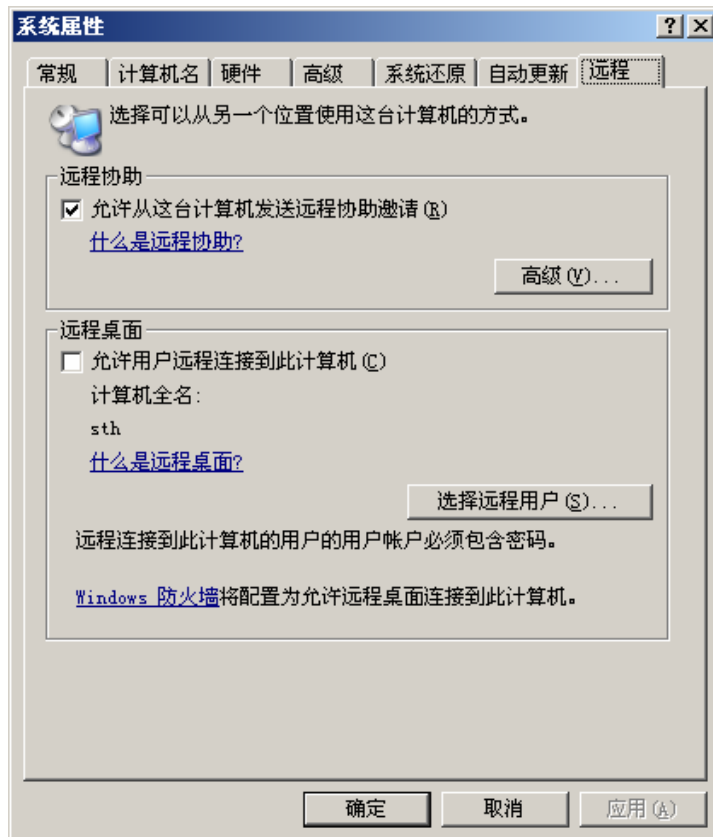 系统属性
常规 计算机名 硬件 高级 系统还原 自动更新 远程
选择可以从另一个位置使用这台计算机的方式。
远程协助
允许从这台计算机发送远程协助邀请(R)
什么是远程协助?
高级(V)...
远程桌面
允许用户远程连接到此计算机(C)
计算机全名:
sth
什么是远程桌面?
选择远程用户(S)...
远程连接到此计算机的用户的用户帐户必须包含密码。
Windows 防火墙将配置为允许远程桌面连接到此计算机。
确定 取消 应用(A)